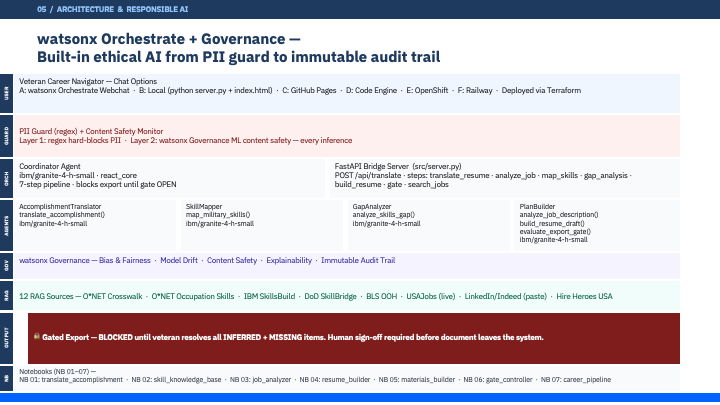 05 / ARCHITECTURE & RESPONSIBLE AI
watsonx Orchestrate + Governance —
Built-in ethical AI from PII guard to immutable audit trail
USER
Veteran Career Navigator — Chat Options
A: watsonx Orchestrate Webchat · B: Local (python server.py + index.html) · C: GitHub Pages · D: Code Engine · E: OpenShift · F: Railway · Deployed via Terraform
GUARD
PII Guard (regex) + Content Safety Monitor
Layer 1: regex hard-blocks PII · Layer 2: watsonx Governance ML content safety — every inference
ORCH
Coordinator Agent
ibm/granite-4-h-small · react_core
7-step pipeline · blocks export until gate OPEN
FastAPI Bridge Server (src/server.py)
POST /api/translate · steps: translate_resume · analyze_job · map_skills · gap_analysis ·
build_resume · gate · search_jobs
AGENTS
AccomplishmentTranslator
translate_accomplishment()
ibm/granite-4-h-small
SkillMapper
map_military_skills()
ibm/granite-4-h-small
GapAnalyzer
analyze_skills_gap()
ibm/granite-4-h-small
PlanBuilder
analyze_job_description()
build_resume_draft()
evaluate_export_gate()
ibm/granite-4-h-small
GOV
watsonx Governance — Bias & Fairness · Model Drift · Content Safety · Explainability · Immutable Audit Trail
RAG
12 RAG Sources — O*NET Crosswalk · O*NET Occupation Skills · IBM SkillsBuild · DoD SkillBridge · BLS OOH · USAJobs (live) · LinkedIn/Indeed (paste) · Hire Heroes USA
OUTPUT
Gated Export — BLOCKED until veteran resolves all INFERRED + MISSING items. Human sign-off required before document leaves the system.
NB
Notebooks (NB 01–07) —
NB 01: translate_accomplishment · NB 02: skill_knowledge_base · NB 03: job_analyzer · NB 04: resume_builder · NB 05: materials_builder · NB 06: gate_controller · NB 07: career_pipeline